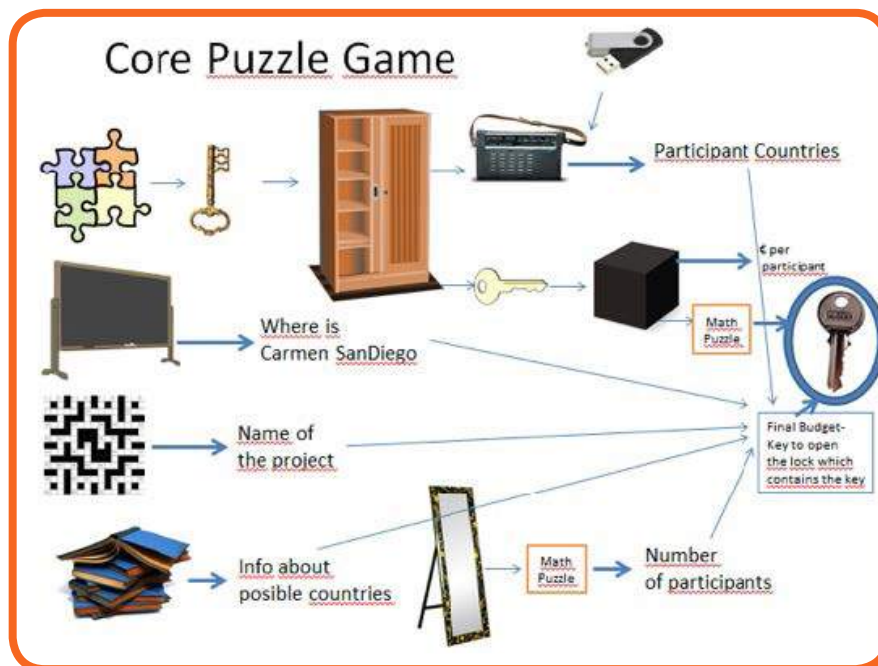 Core Puzzle Game
Participant Countries
€ per
participant
Math
Puzzle
Where is
Carmen SanDiego
Final Budget-
Key to open
the lock which
contains the key
Name of
the project
Info about
posible countries
Math
Puzzle
Number
of participants